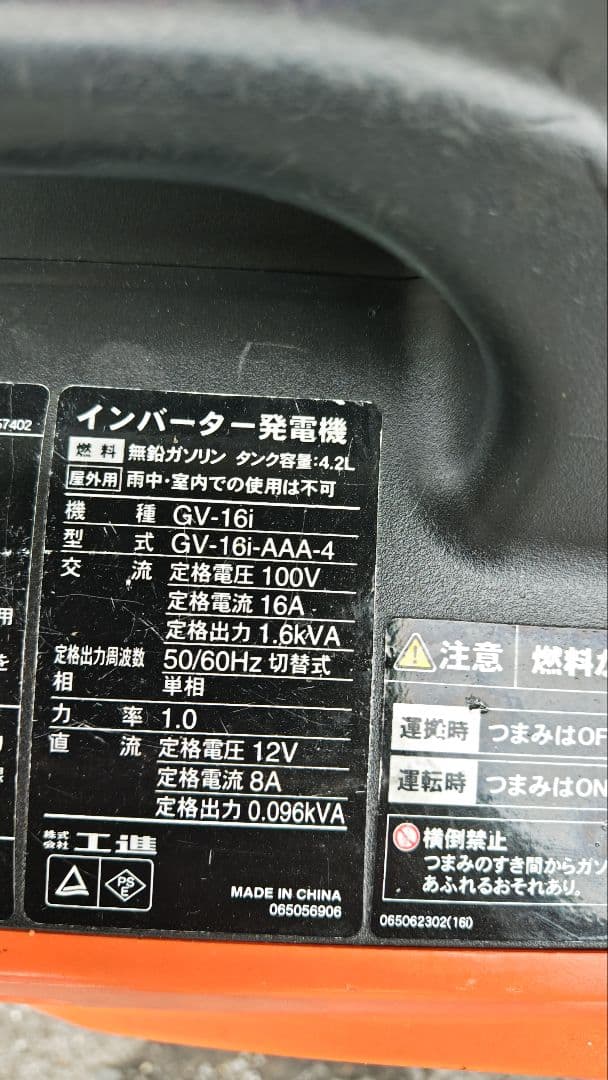 57402
インバーター発電機
燃料 無鉛ガソリン タンク容量:4.2L
屋外用 雨中・室内での使用は不可
機種 GV-16i
型式 GV-16i-AAA-4
交流 定格電圧 100V
定格電流 16A
定格出力 1.6kVA
定格出力周波数 50/60Hz 切替式
相 単相
力率 1.0
直流 定格電圧 12V
定格電流 8A
定格出力 0.096kVA
株式会社 工進
PSE
MADE IN CHINA
065056906
用
を
注意 燃料
運搬時 つまみはOF
運転時 つまみはON
横倒禁止
つまみのすき間からガソ
あふれるおそれあり。
065062302(16)